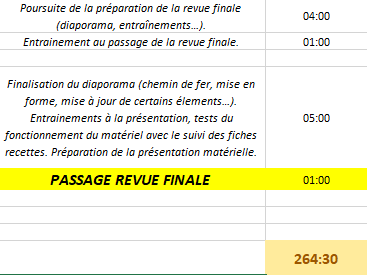 Poursuite de la préparation de la revue finale
(diaporama, entraînements...).
04:00
Entrainement au passage de la revue finale.
01:00
Finalisation du diaporama (chemin de fer, mise en
forme, mise à jour de certains élements...).
Entrainements à la présentation, tests du
fonctionnement du matériel avec le suivi des fiches
recettes. Préparation de la présentation matérielle.
05:00
PASSAGE REVUE FINALE
01:00
264:30